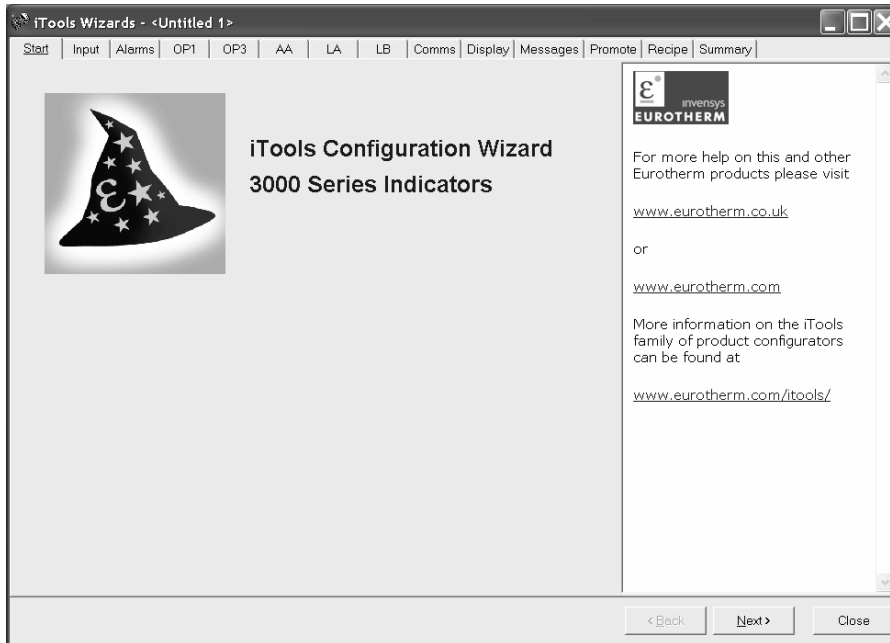 iTools Wizards - <Untitled 1>
Start Input Alarms OP1 OP3 AA LA LB Comms Display Messages Promote Recipe Summary
iTools Configuration Wizard
3000 Series Indicators
invensys
EUROTHERM
For more help on this and other
Eurotherm products please visit
www.eurotherm.co.uk
or
www.eurotherm.com
More information on the iTools
family of product configurators
can be found at
www.eurotherm.com/itools/
< Back Next > Close